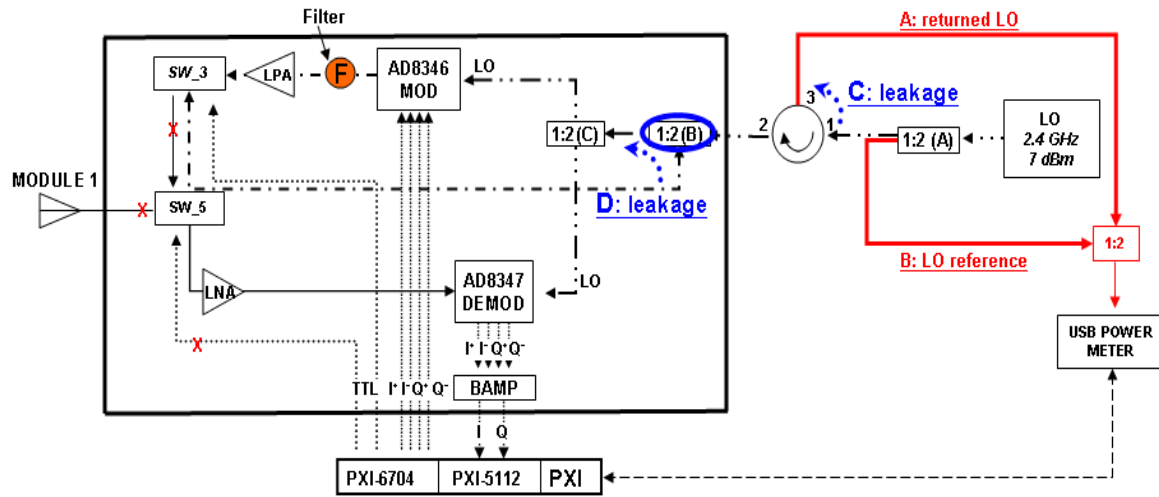 Filter
A: returned LO
SW_3
LPA
F
AD8346
MOD
LO
C: leakage
3
2
1
1:2(C)
1:2(B)
1:2 (A)
LO
2.4 GHz
7 dBm
X
MODULE 1
X
SW_5
D: leakage
B: LO reference
1:2
LNA
AD8347
DEMOD
LO
X
USB POWER
METER
I+ I- Q+ Q-
TTL
I+ I- Q+ Q-
BAMP
I
Q
PXI-6704
PXI-5112
PXI